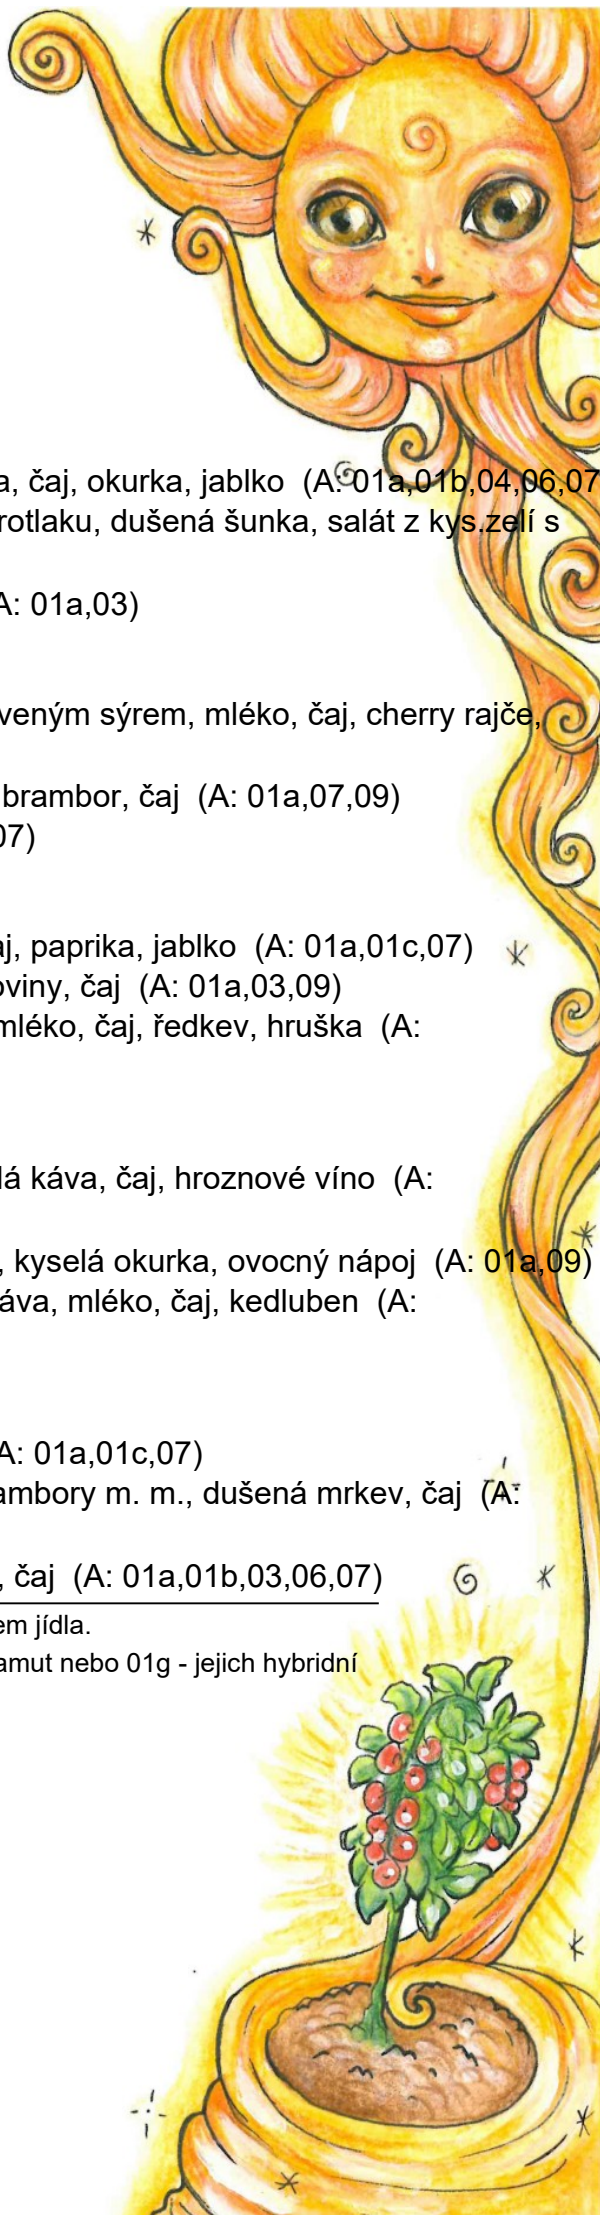 a, čaj, okurka, jablko (A: 01a,01b,04,06,07
rotlaku, dušená šunka, salát z kys.zelí s
A: 01a,03)
veným sýrem, mléko, čaj, cherry rajče,
brambor, čaj (A: 01a,07,09)
07)
aj, paprika, jablko (A: 01a,01c,07)
oviny, čaj (A: 01a,03,09)
mléko, čaj, ředkev, hruška (A:
lá káva, čaj, hroznové víno (A:
, kyselá okurka, ovocný nápoj (A: 01a,09)
áva, mléko, čaj, kedluben (A:
A: 01a,01c,07)
ambory m. m., dušená mrkev, čaj (A:
, čaj (A: 01a,01b,03,06,07)
em jídla.
amut nebo 01g - jejich hybridní